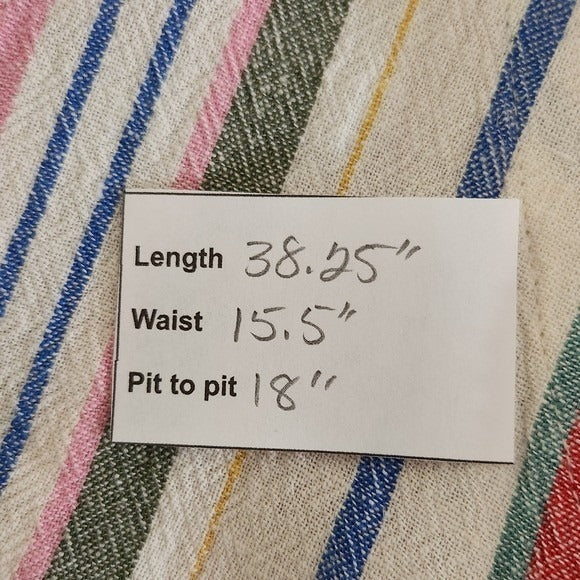 Length 38.25"
Waist 15.5"
Pit to pit 18"